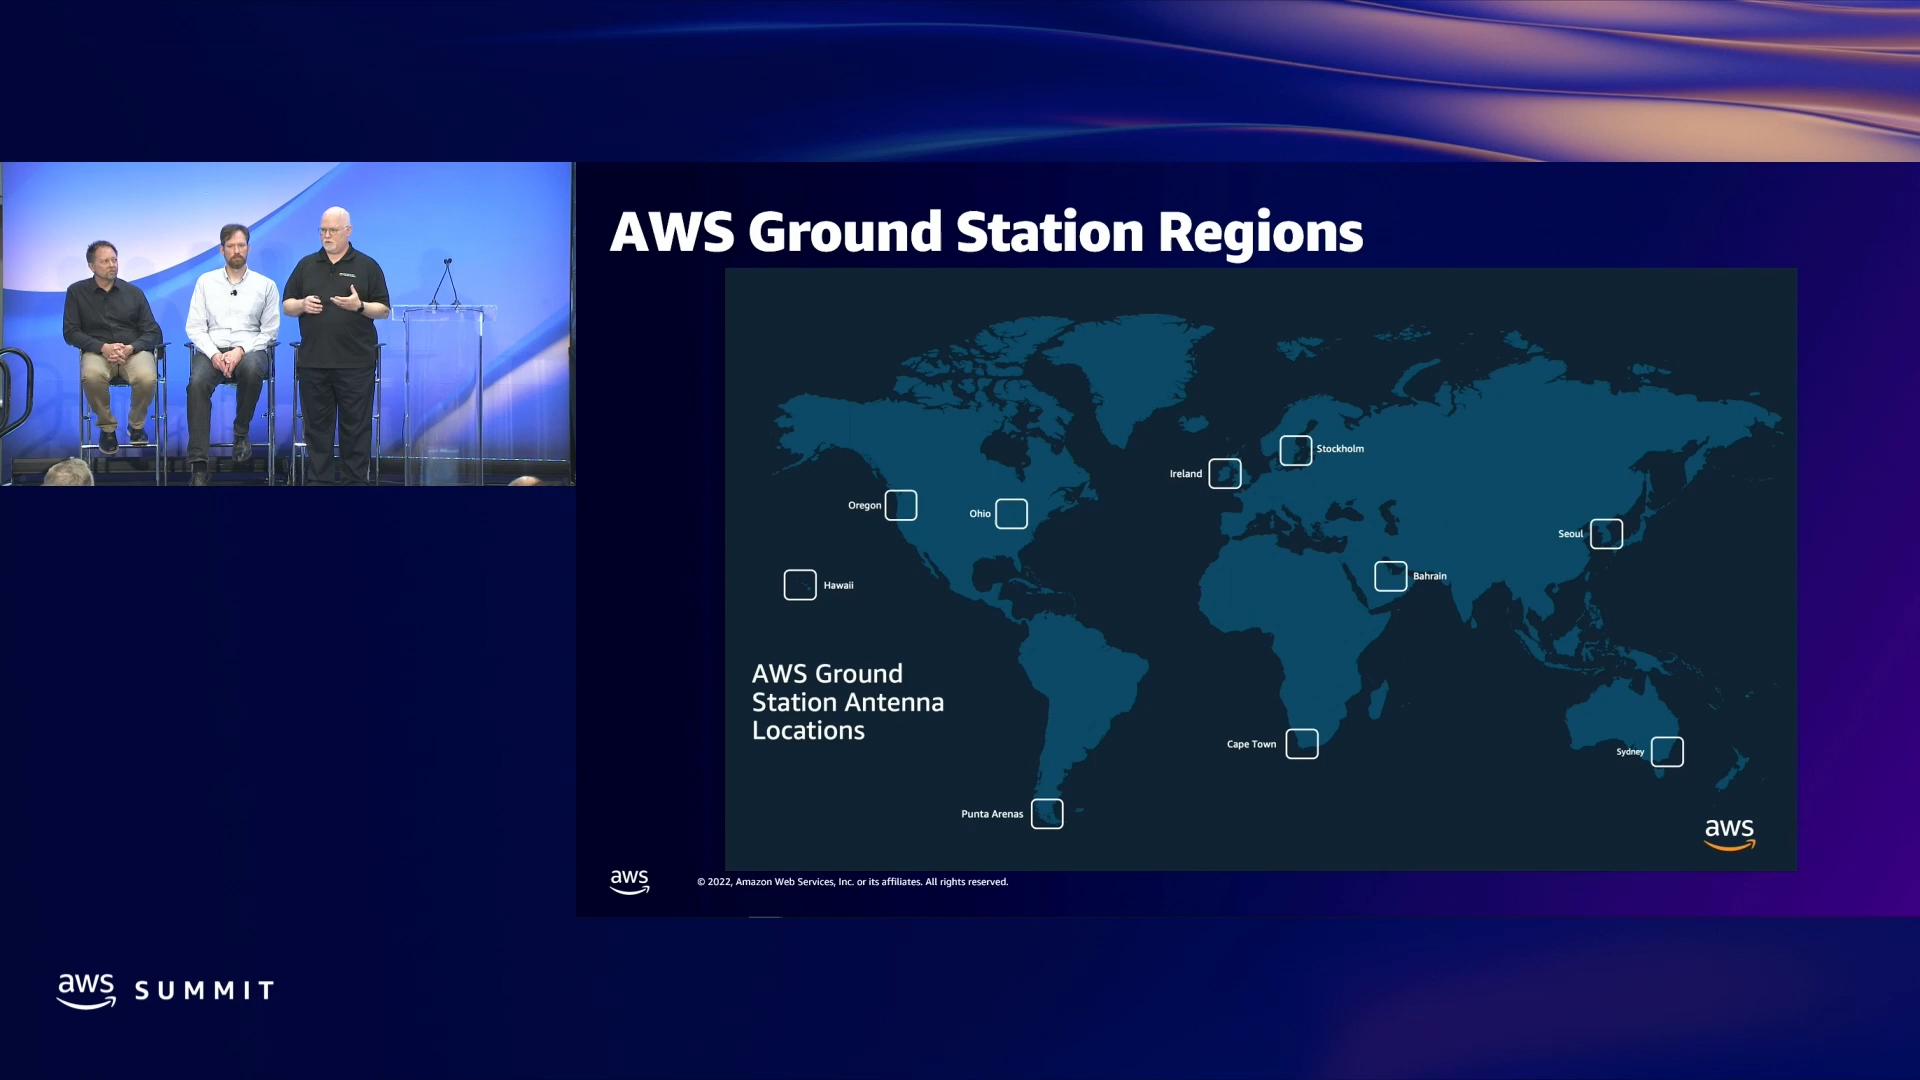 AWS Ground Station Regions
Stockholm
Ireland
Oregon
Ohio
Seoul
Bahrain
Hawaii
AWS Ground
Station Antenna
Locations
Cape Town
Sydney
Punta Arenas
aws
aws
© 2022, Amazon Web Services, Inc. or its affiliates. All rights reserved.
aws SUMMIT